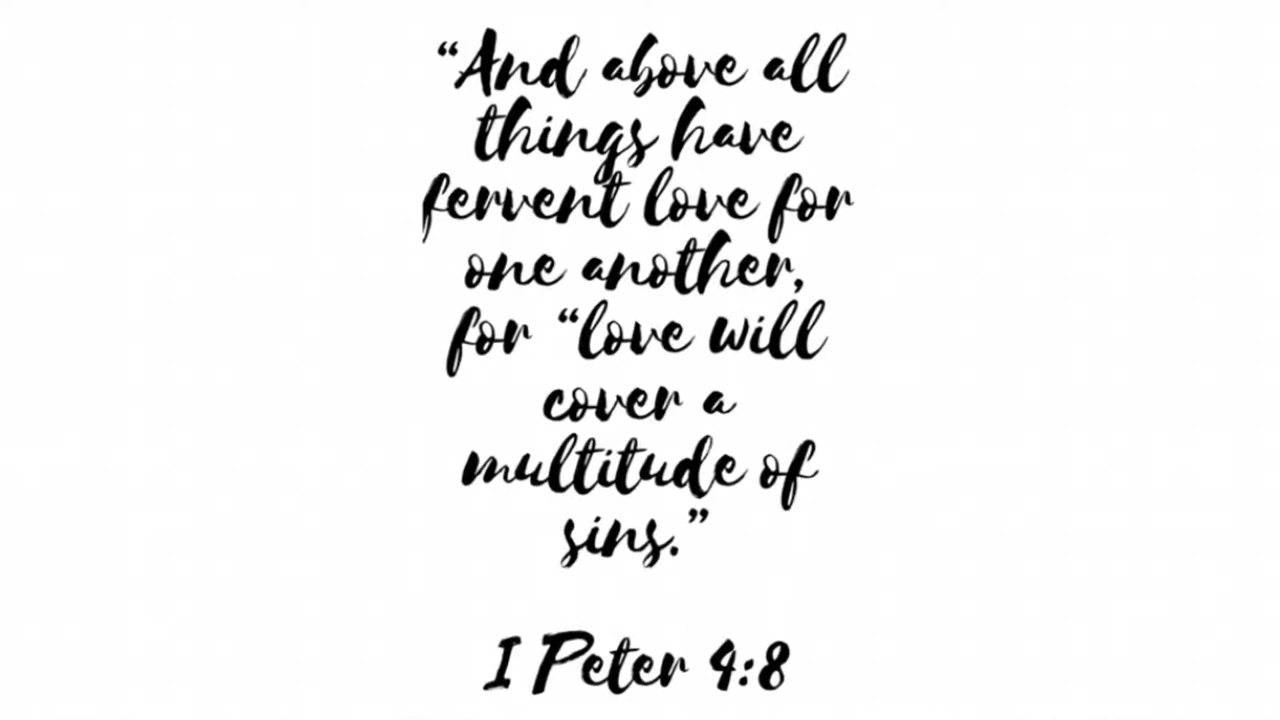 “And above all
things have
fervent love for
one another,
for “love will
cover a
multitude of
sins.”
I Peter 4:8